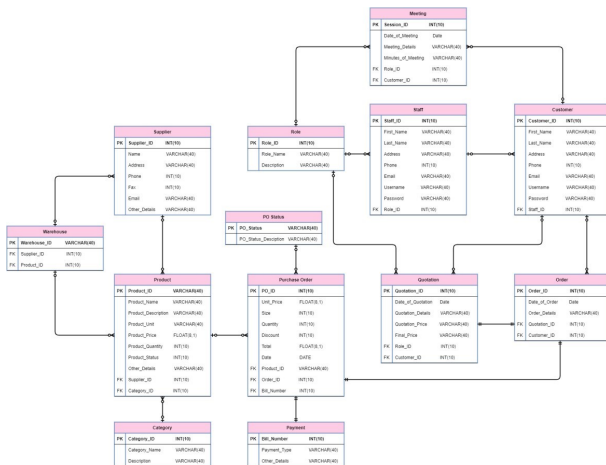 Meeting
PK Session_ID INT(10)
Date_of_Meeting Date
Meeting_Details VARCHAR(40)
Minutes_of_Meeting VARCHAR(40)
FK Role_ID INT(10)
FK Customer_ID INT(10)
Supplier
PK Supplier_ID INT(10)
Name VARCHAR(40)
Address VARCHAR(40)
Phone INT(10)
Fax INT(10)
Email VARCHAR(40)
Other_Details VARCHAR(40)
Role
PK Role_ID INT(10)
Role_Name VARCHAR(40)
Description VARCHAR(40)
Staff
PK Staff_ID INT(10)
First_Name VARCHAR(40)
Last_Name VARCHAR(40)
Address VARCHAR(40)
Phone INT(10)
Email VARCHAR(40)
Username VARCHAR(40)
Password VARCHAR(40)
FK Role_ID INT(10)
Customer
PK Customer_ID INT(10)
First_Name VARCHAR(40)
Last_Name VARCHAR(40)
Address VARCHAR(40)
Phone INT(10)
Email VARCHAR(40)
Username VARCHAR(40)
Password VARCHAR(40)
FK Staff_ID INT(10)
Warehouse
PK Warehouse_ID VARCHAR(40)
FK Supplier_ID INT(10)
FK Product_ID INT(10)
PO Status
PK PO_Status VARCHAR(40)
PO_Status_Desciption VARCHAR(40)
Product
PK Product_ID VARCHAR(40)
Product_Name VARCHAR(40)
Product_Description VARCHAR(40)
Product_Unit VARCHAR(40)
Product_Price FLOAT(8,1)
Product_Quantity INT(10)
Product_Status INT(10)
Other_Details VARCHAR(40)
FK Supplier_ID INT(10)
FK Category_ID INT(10)
Purchase Order
PK PO_ID INT(10)
Unit_Price FLOAT(8,1)
Size INT(10)
Quantity INT(10)
Discount INT(10)
Total FLOAT(8,1)
Date DATE
FK Product_ID VARCHAR(40)
FK Order_ID INT(10)
FK Bill_Number INT(10)
Quotation
PK Quotation_ID INT(10)
Date_of_Quotation Date
Quotation_Details VARCHAR(40)
Quotation_Price VARCHAR(40)
Final_Price VARCHAR(40)
FK Role_ID INT(10)
FK Customer_ID INT(10)
Order
PK Order_ID INT(10)
Date_of_Order Date
Order_Details VARCHAR(40)
FK Quotation_ID INT(10)
FK Customer_ID INT(10)
Category
PK Category_ID INT(10)
Category_Name VARCHAR(40)
Description VARCHAR(40)
Payment
PK Bill_Number INT(10)
Payment_Type VARCHAR(40)
Other_Details VARCHAR(40)